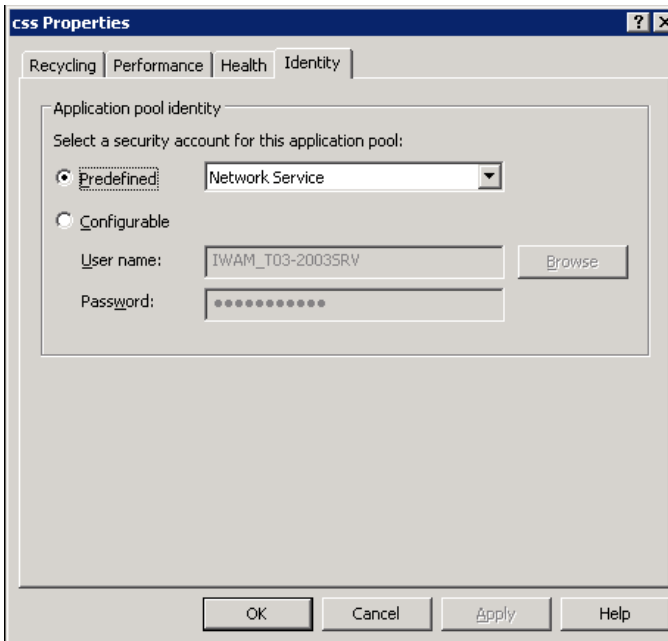 css Properties
Recycling Performance Health Identity
Application pool identity
Select a security account for this application pool:
Predefined Network Service
Configurable
User name: IWAM_T03-2003SRV Browse
Password: ●●●●●●●●●●●
OK Cancel Apply Help